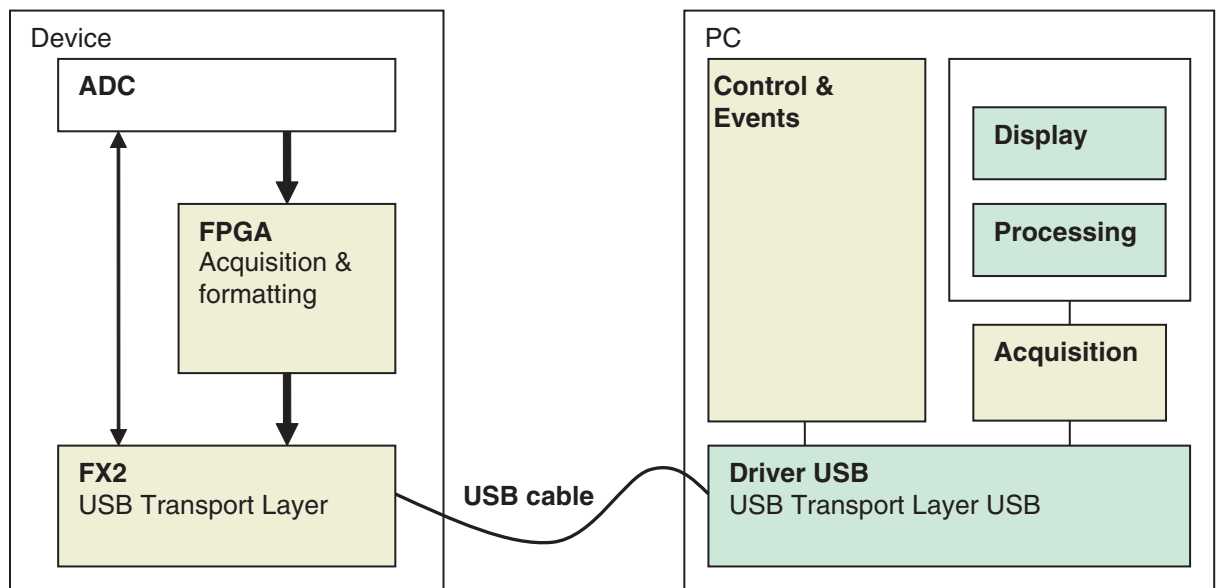 Device
ADC
FPGA
Acquisition &
formatting
FX2
USB Transport Layer
USB cable
PC
Control &
Events
Display
Processing
Acquisition
Driver USB
USB Transport Layer USB